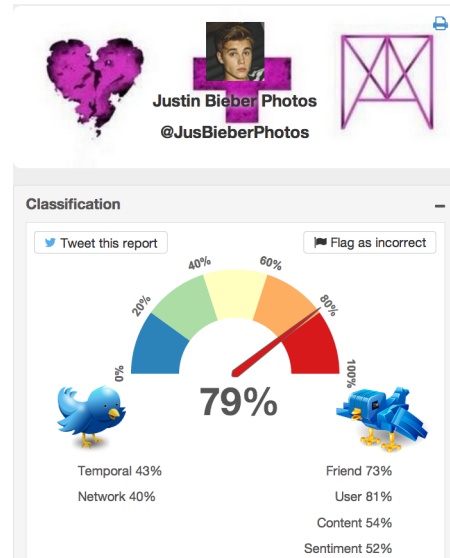 Justin Bieber Photos
@JusBieberPhotos
Classification
Tweet this report
Flag as incorrect
0%
20%
40%
60%
80%
100%
79%
Temporal 43%
Friend 73%
Network 40%
User 81%
Content 54%
Sentiment 52%